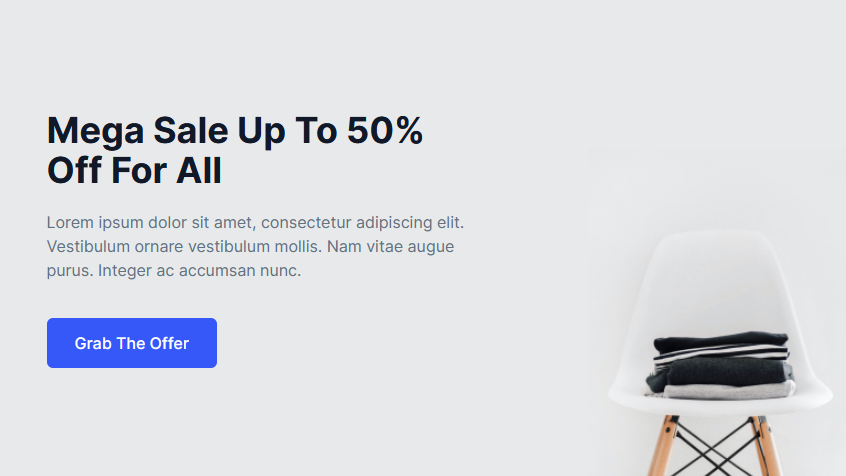 Mega Sale Up To 50%
Off For All
Lorem ipsum dolor sit amet, consectetur adipiscing elit.
Vestibulum ornare vestibulum mollis. Nam vitae augue
purus. Integer ac accumsan nunc.
Grab The Offer